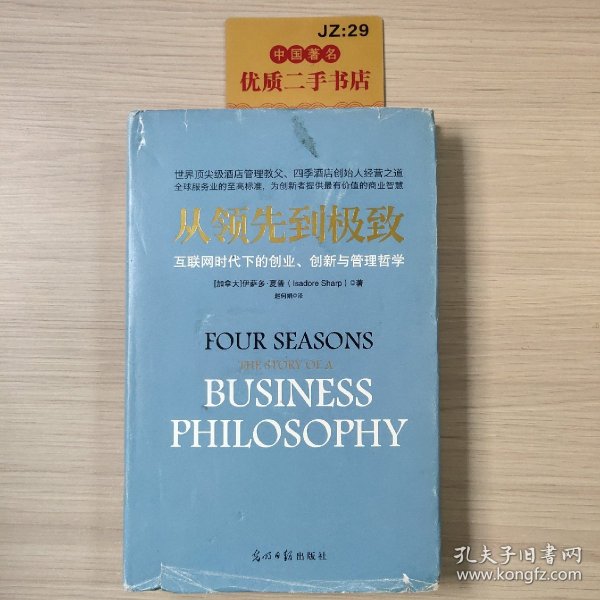 JZ:29
中国著名
优质二手书店
世界顶尖级酒店管理教父、四季酒店创始人经营之道
全球服务业的至高标准，为创新者提供最有价值的商业智慧
从领先到极致
互联网时代下的创业、创新与管理哲学
[加拿大]伊萨多·夏普（Isadore Sharp）◎著
赵何娟◎译
FOUR SEASONS
THE STORY OF A
BUSINESS
PHILOSOPHY
光明日报出版社
孔夫子旧书网
www.kongfz.com